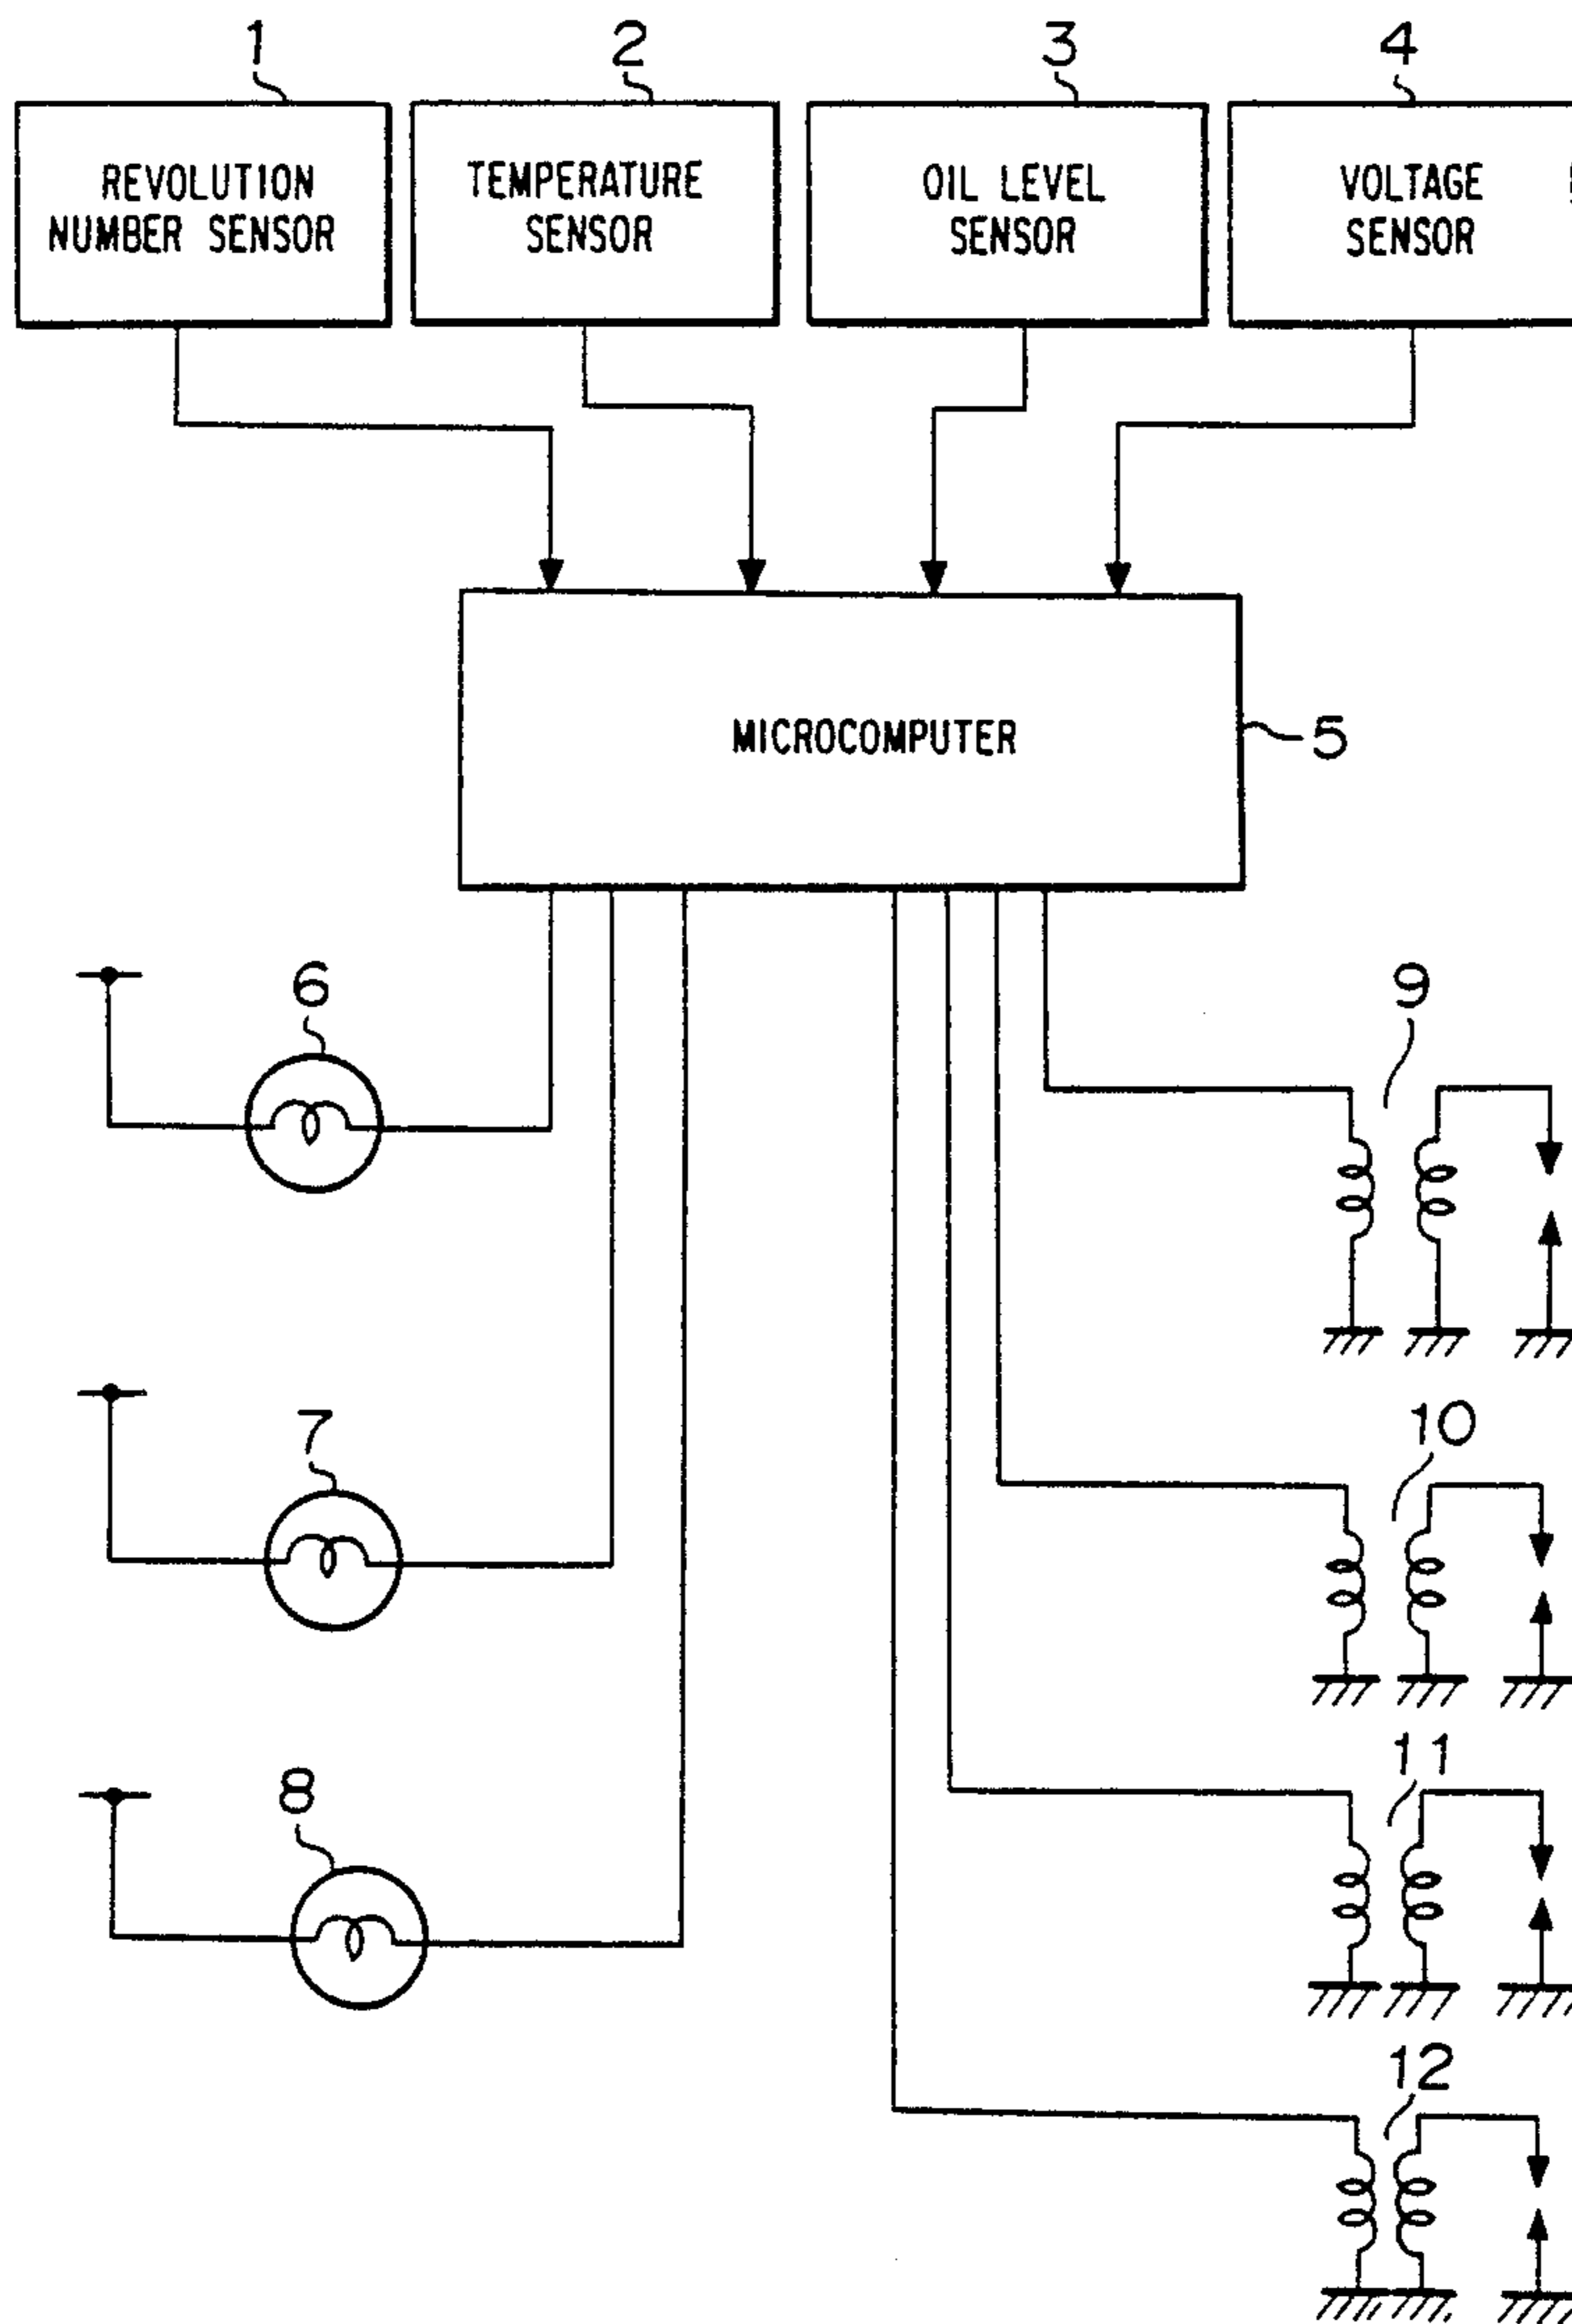 1
2
3
4
REVOLUTION
NUMBER SENSOR
TEMPERATURE
SENSOR
OIL LEVEL
SENSOR
VOLTAGE
SENSOR
MICROCOMPUTER
5
6
9
7
10
11
8
12